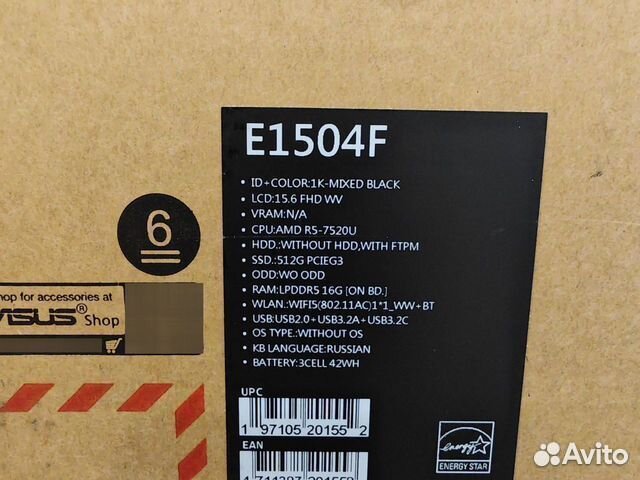 E1504F
• ID+COLOR:1K-MIXED BLACK
• LCD:15.6 FHD WV
• VRAM:N/A
• CPU:AMD R5-7520U
• HDD.:WITHOUT HDD,WITH FTPM
• SSD.:512G PCIEG3
• ODD:WO ODD
• RAM:LPDDR5 16G [ON BD.]
• WLAN.:WIFI5(802.11AC)1*1_WW+BT
• USB:USB2.0+USB3.2A+USB3.2C
• OS TYPE.:WITHOUT OS
• KB LANGUAGE:RUSSIAN
• BATTERY:3CELL 42WH
6
hop for accessories at
ASUS® Shop
UPC
1 97105 20155 2
EAN
ENERGY STAR
Avito